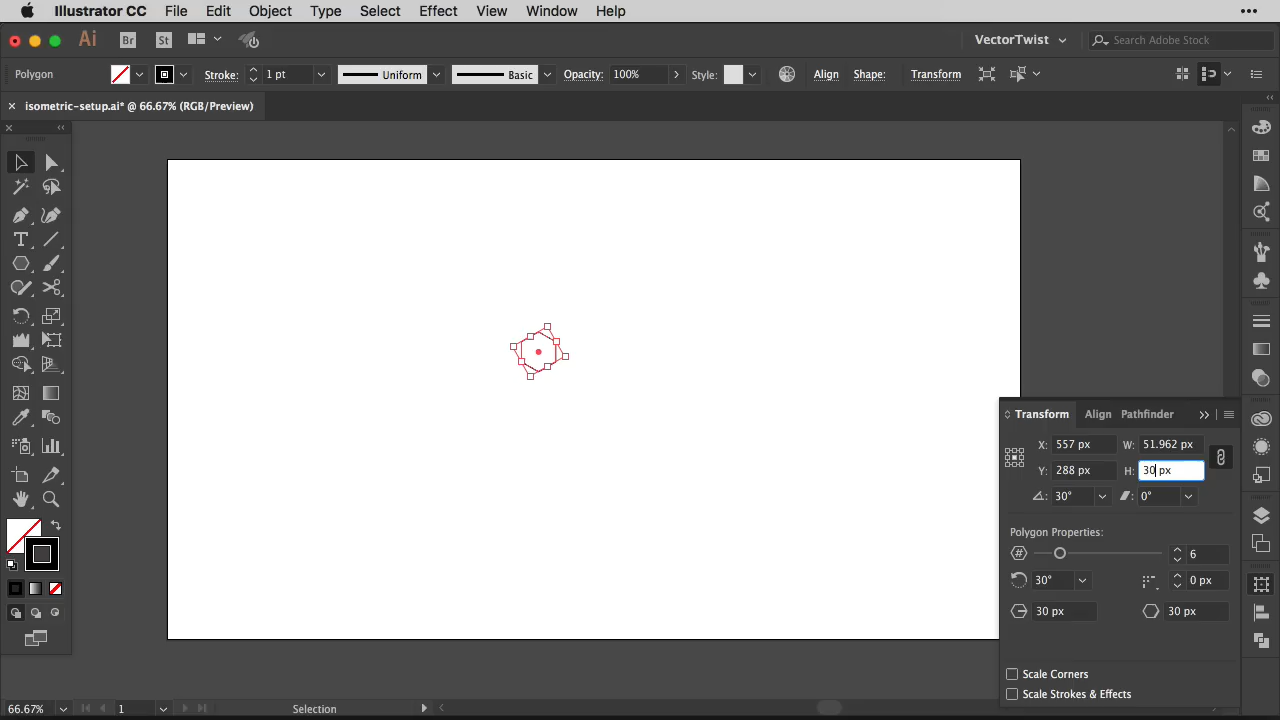 Illustrator CC File Edit Object Type Select Effect View Window Help
Ai Br St VectorTwist Search Adobe Stock
Polygon Stroke: 1 pt Uniform Basic Opacity: 100% Style: Align Shape: Transform
× isometric-setup.ai* @ 66.67% (RGB/Preview)
Transform Align Pathfinder
X: 557 px W: 51.962 px
Y: 288 px H: 30 px
30° 0°
Polygon Properties:
6
30° 0 px
30 px 30 px
Scale Corners
Scale Strokes & Effects
66.67% 1 Selection